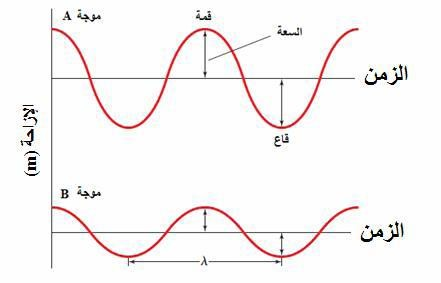 موجة A
قمة
السعة
الزمن
قاع
الإزاحة (m)
موجة B
الزمن
λ